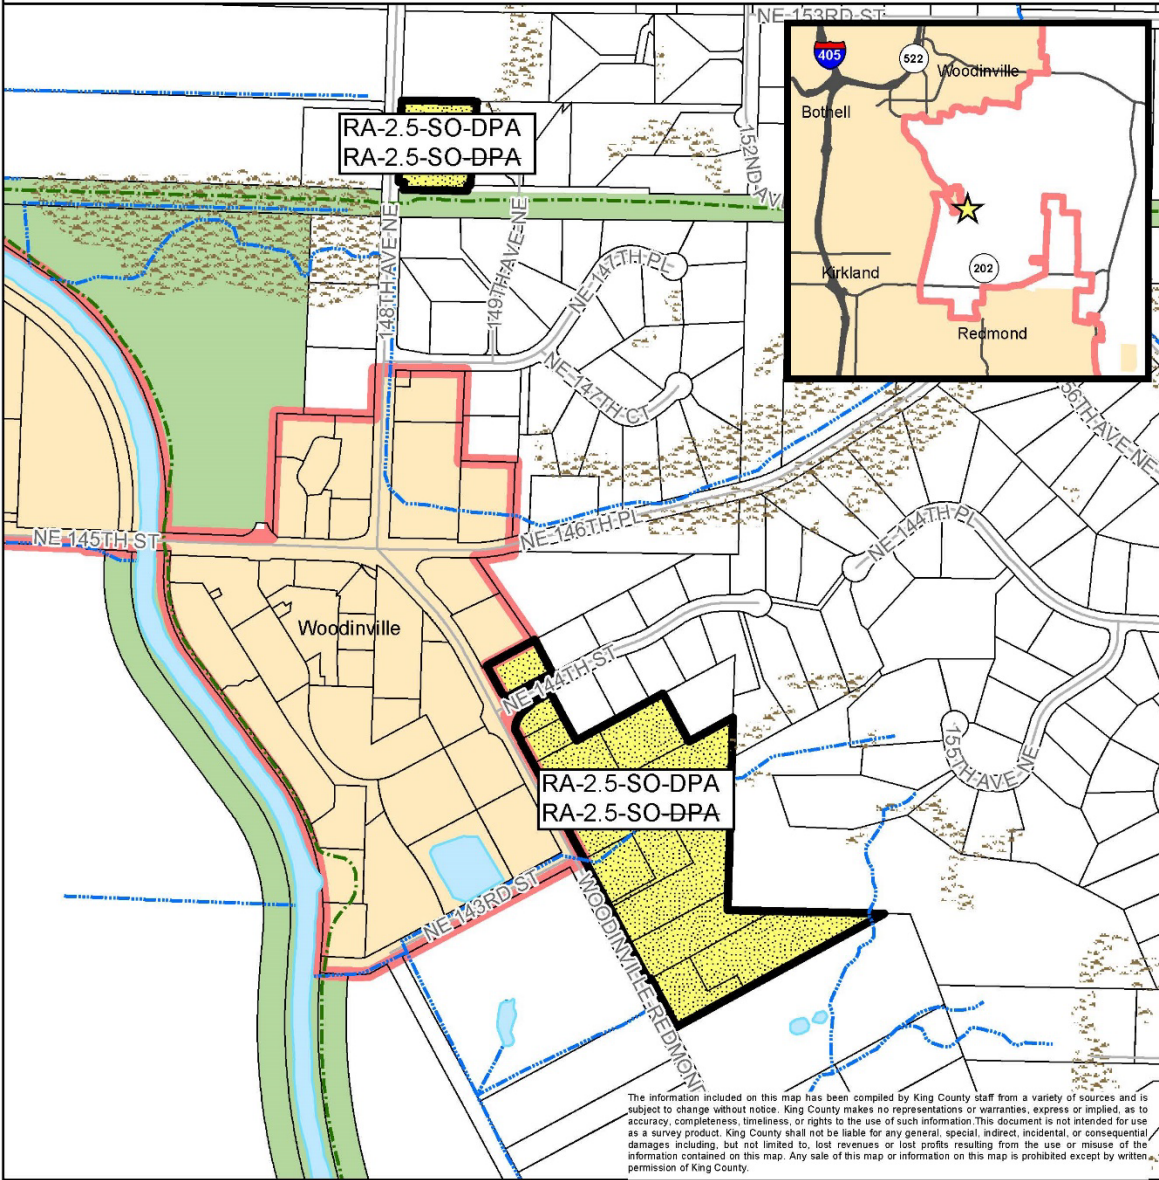 NE 153RD ST
405
522
Woodinville
Bothell
Kirkland
202
Redmond
RA-2.5-SO-DPA
RA-2.5-SO-DPA
152ND AV
148TH AVE NE
149TH AVE NE
NE 147TH PL
NE 147TH CT
56TH AVE NE
NE 145TH ST
NE 146TH PL
NE 144TH PL
Woodinville
NE 144TH ST
155TH AVE NE
RA-2.5-SO-DPA
RA-2.5-SO-DPA
NE 143RD ST
WOODINVILLE-REDMOND
The information included on this map has been compiled by King County staff from a variety of sources and is
subject to change without notice. King County makes no representations or warranties, express or implied, as to
accuracy, completeness, timeliness, or rights to the use of such information.This document is not intended for use
as a survey product. King County shall not be liable for any general, special, indirect, incidental, or consequential
damages including, but not limited to, lost revenues or lost profits resulting from the use or misuse of the
information contained on this map. Any sale of this map or information on this map is prohibited except by written
permission of King County.